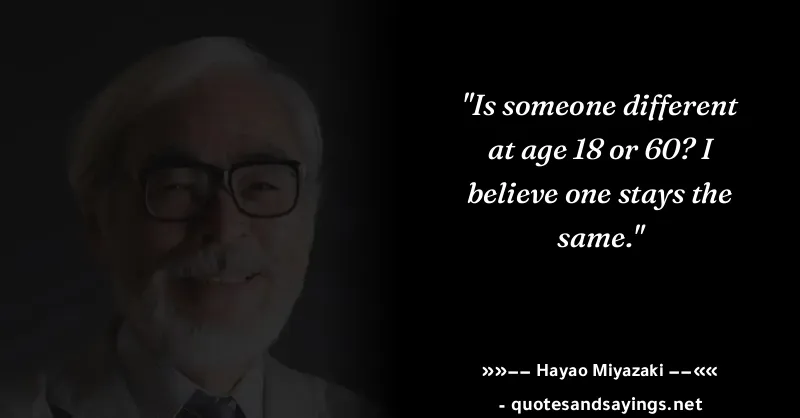 "Is someone different
at age 18 or 60? I
believe one stays the
same."
»»−− Hayao Miyazaki −−««
- quotesandsayings.net